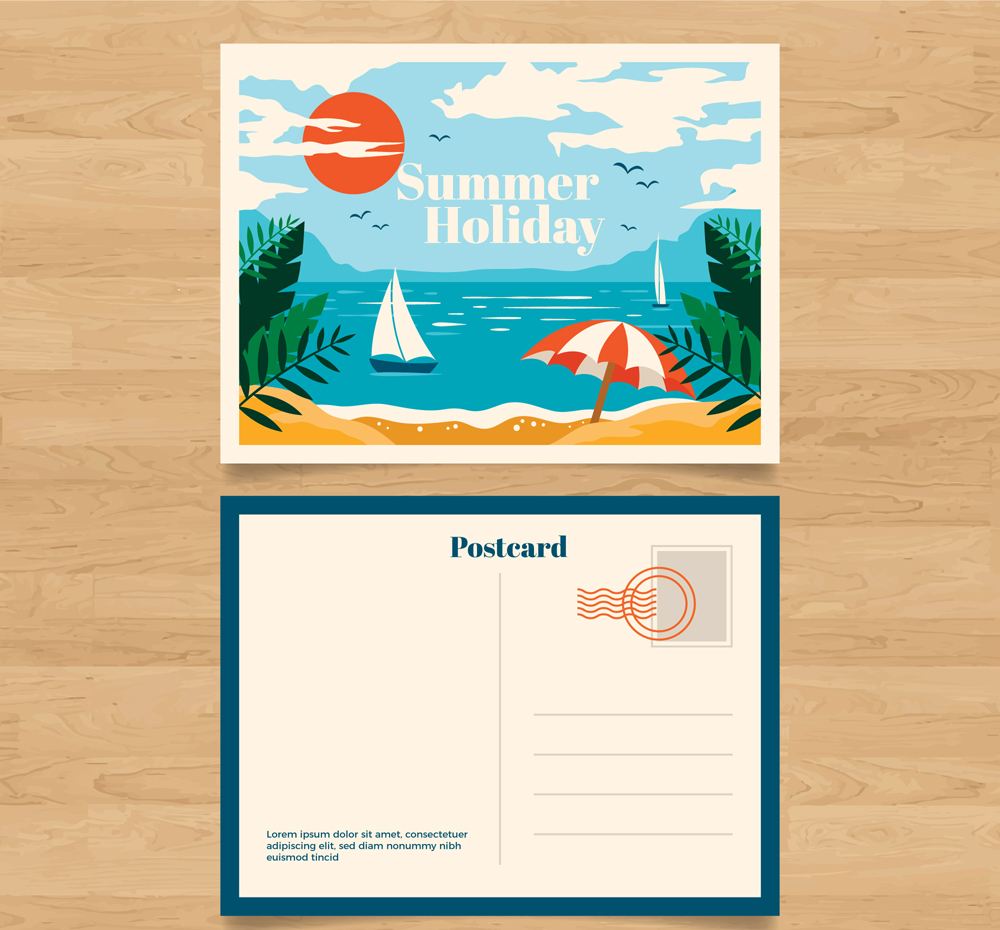 Summer
Holiday
Postcard
Lorem ipsum dolor sit amet, consectetuer
adipiscing elit, sed diam nonummy nibh
euismod tincid